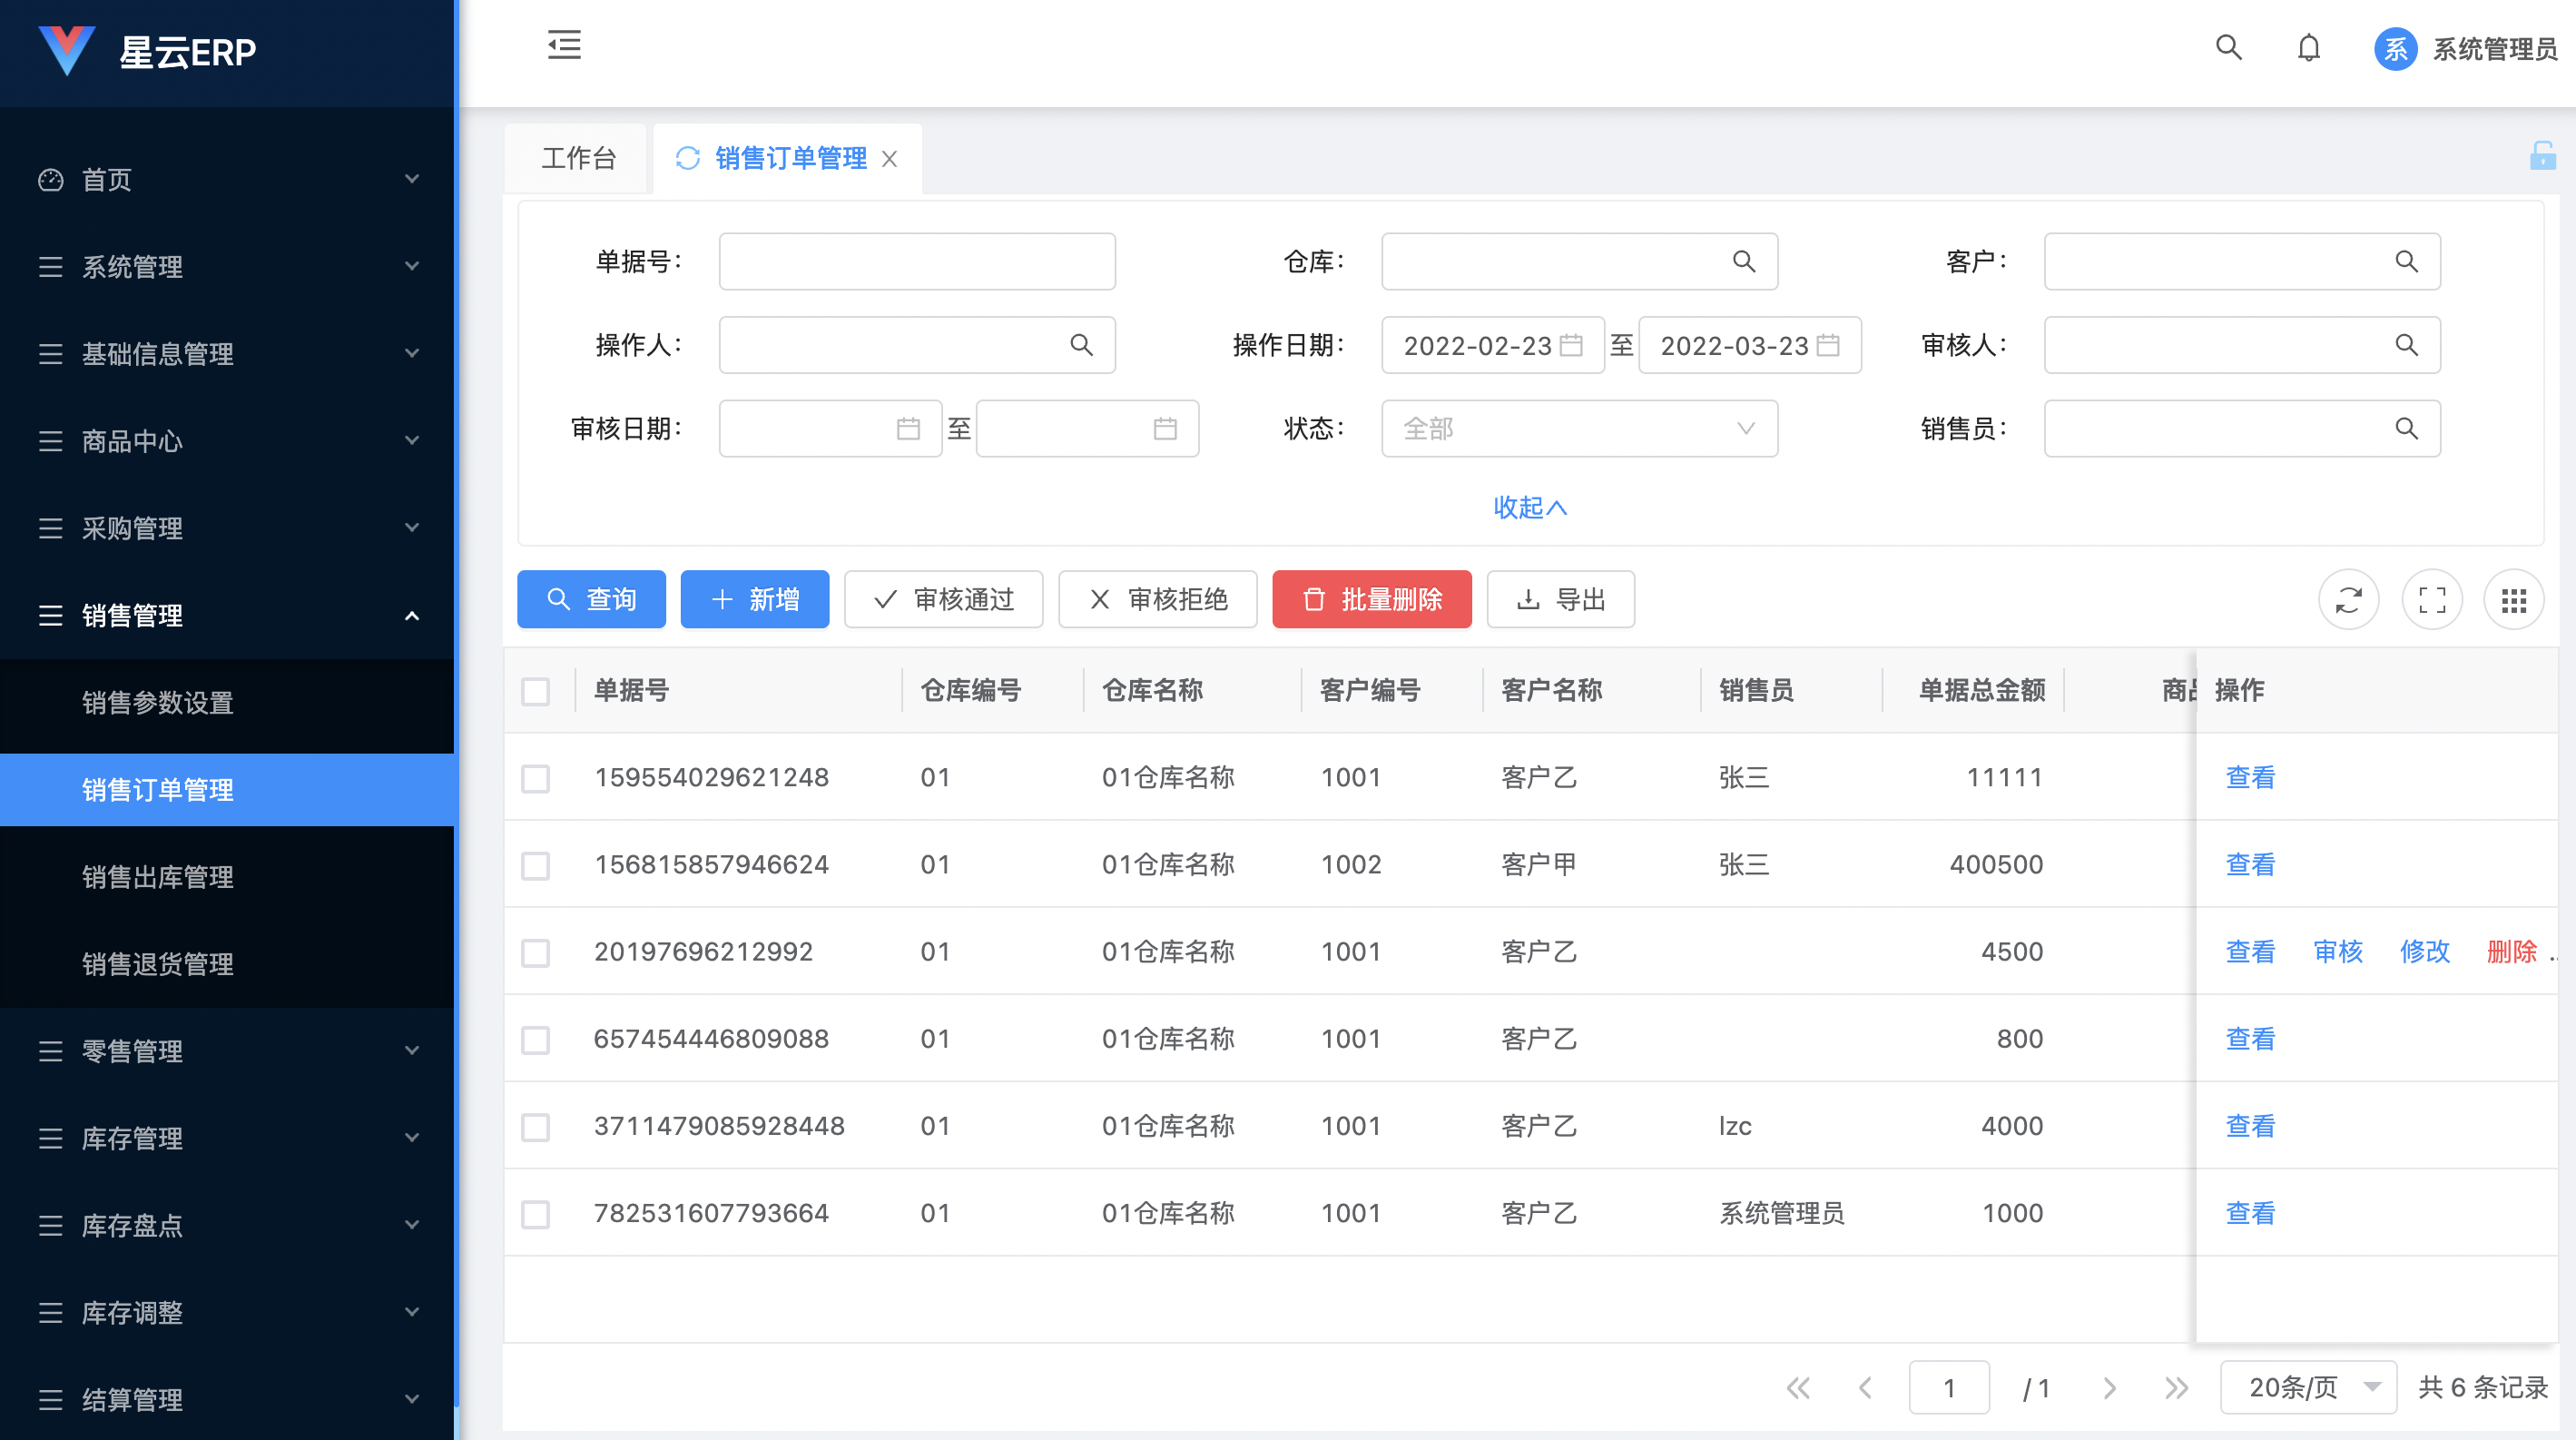 星云ERP
系 系统管理员
首页
系统管理
基础信息管理
商品中心
采购管理
销售管理
销售参数设置
销售订单管理
销售出库管理
销售退货管理
零售管理
库存管理
库存盘点
库存调整
结算管理
工作台 销售订单管理
单据号： 仓库： 客户：
操作人： 操作日期： 2022-02-23 至 2022-03-23 审核人：
审核日期： 至 状态： 全部 销售员：
收起
查询 新增 审核通过 审核拒绝 批量删除 导出
单据号 仓库编号 仓库名称 客户编号 客户名称 销售员 单据总金额 商品 操作
159554029621248 01 01仓库名称 1001 客户乙 张三 11111 查看
156815857946624 01 01仓库名称 1002 客户甲 张三 400500 查看
20197696212992 01 01仓库名称 1001 客户乙 4500 查看 审核 修改 删除 ..
657454446809088 01 01仓库名称 1001 客户乙 800 查看
3711479085928448 01 01仓库名称 1001 客户乙 lzc 4000 查看
782531607793664 01 01仓库名称 1001 客户乙 系统管理员 1000 查看
1 / 1 20条/页 共 6 条记录